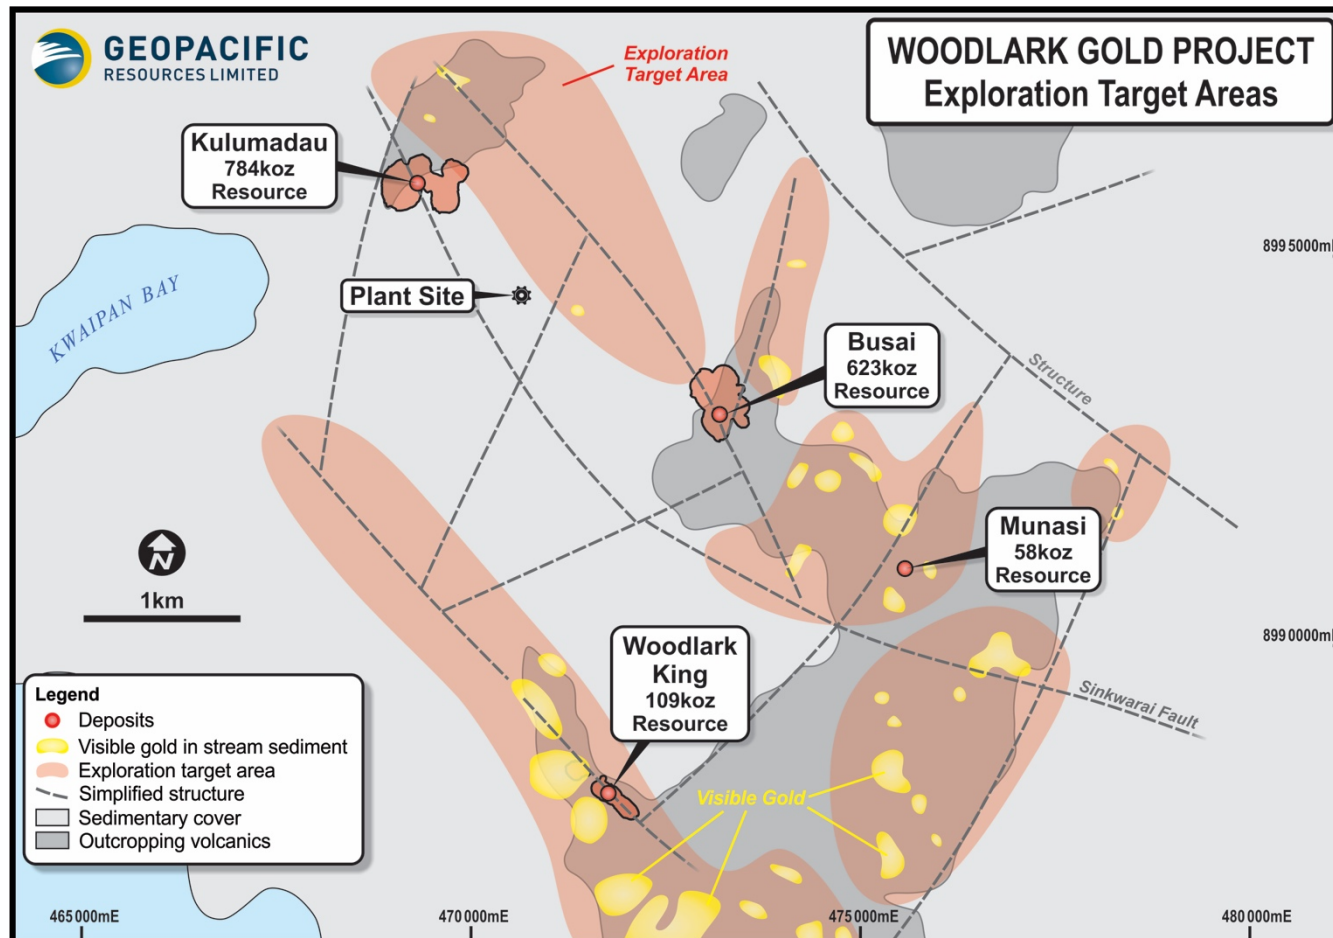 GEOPACIFIC
RESOURCES LIMITED
WOODLARK GOLD PROJECT
Exploration Target Areas
Exploration
Target Area
Kulumadau
784koz
Resource
899 5000m
KWAIPAN BAY
Plant Site
Busai
623koz
Resource
Structure
Munasi
58koz
Resource
N
1km
899 0000m
Woodlark
King
109koz
Resource
Sinkwarai Fault
Legend
Deposits
Visible gold in stream sediment
Exploration target area
Simplified structure
Sedimentary cover
Outcropping volcanics
Visible Gold
465 000mE
470 000mE
475 000mE
480 000mE